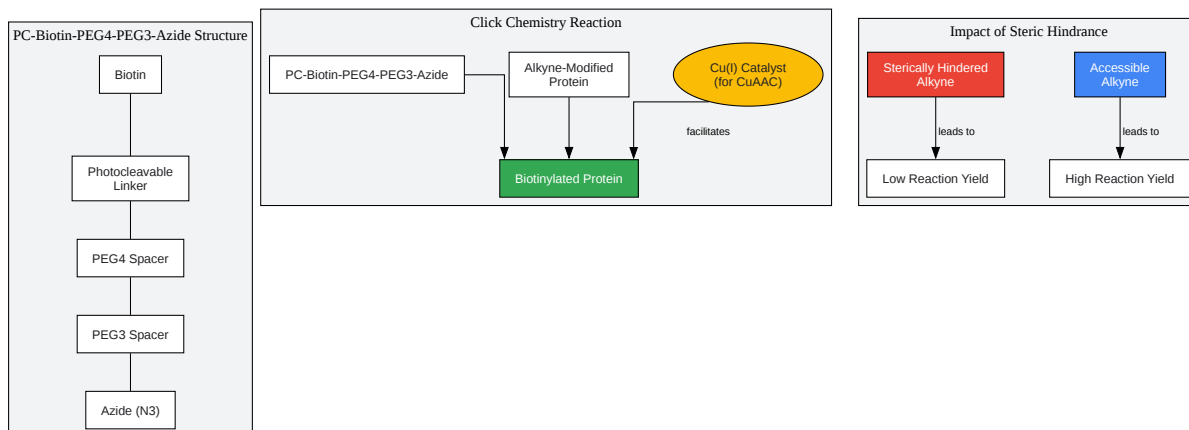 PC-Biotin-PEG4-PEG3-Azide Structure
Biotin
Photocleavable
Linker
PEG4 Spacer
PEG3 Spacer
Azide (N3)
Click Chemistry Reaction
PC-Biotin-PEG4-PEG3-Azide
Alkyne-Modified
Protein
Cu(I) Catalyst
(for CuAAC)
facilitates
Biotinylated Protein
Impact of Steric Hindrance
Sterically Hindered
Alkyne
Accessible
Alkyne
leads to
leads to
Low Reaction Yield
High Reaction Yield